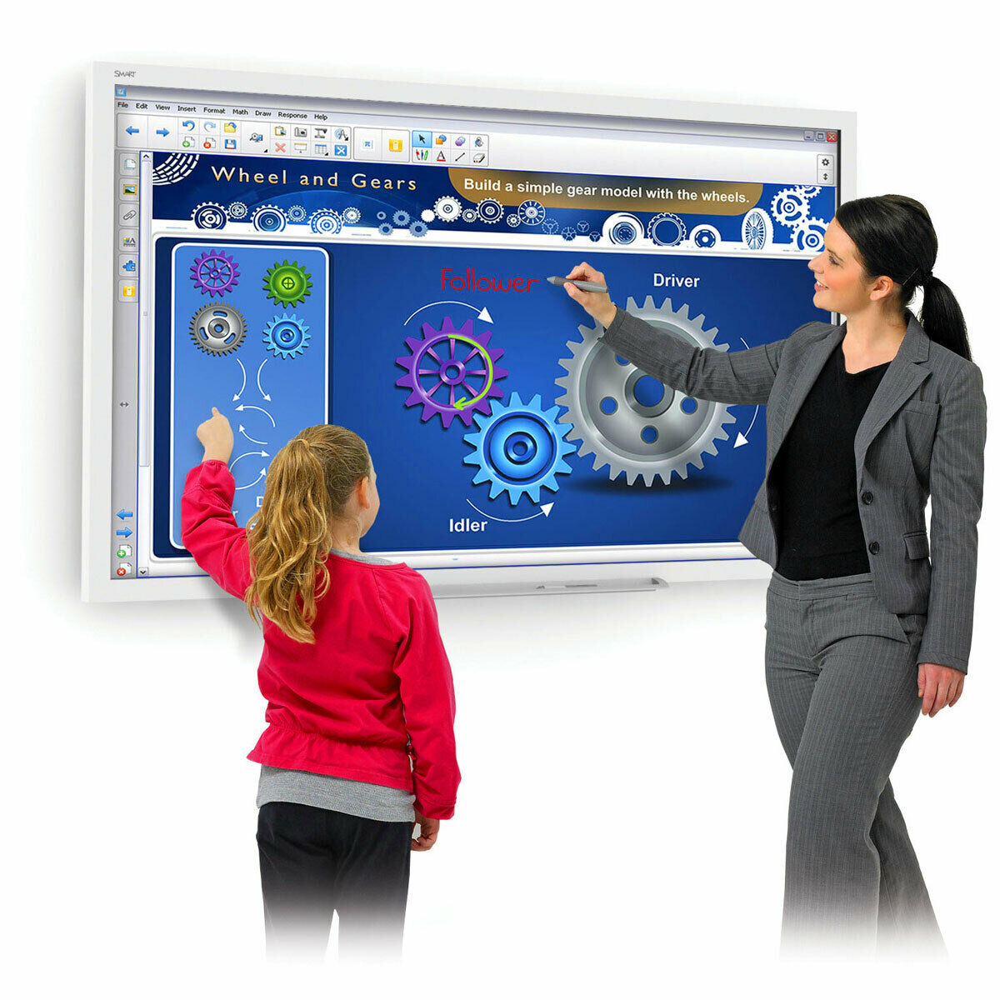 SMART
File Edit View Insert Format Math Draw Response Help
Wheel and Gears
Build a simple gear model with the wheels.
Follower
Driver
Idler